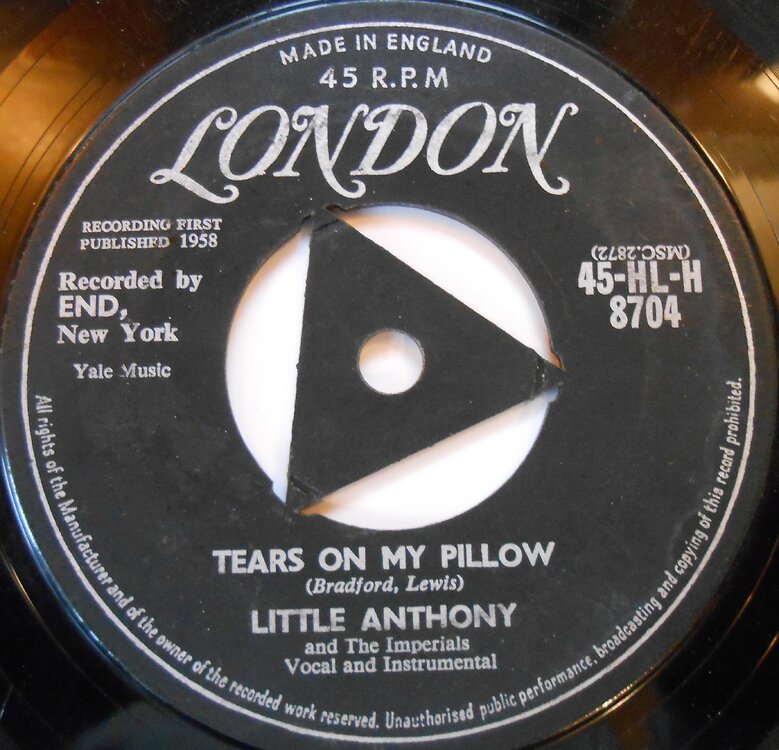 MADE IN ENGLAND
45 R.P.M
LONDON
RECORDING FIRST
PUBLISHED 1958
Recorded by
END,
New York
Yale Music
(MSC.2872)
45-HL-H
8704
TEARS ON MY PILLOW
(Bradford, Lewis)
LITTLE ANTHONY
and The Imperials
Vocal and Instrumental
All rights of the Manufacturer and of the owner of the recorded work reserved. Unauthorised public performance, broadcasting and copying of this record prohibited.